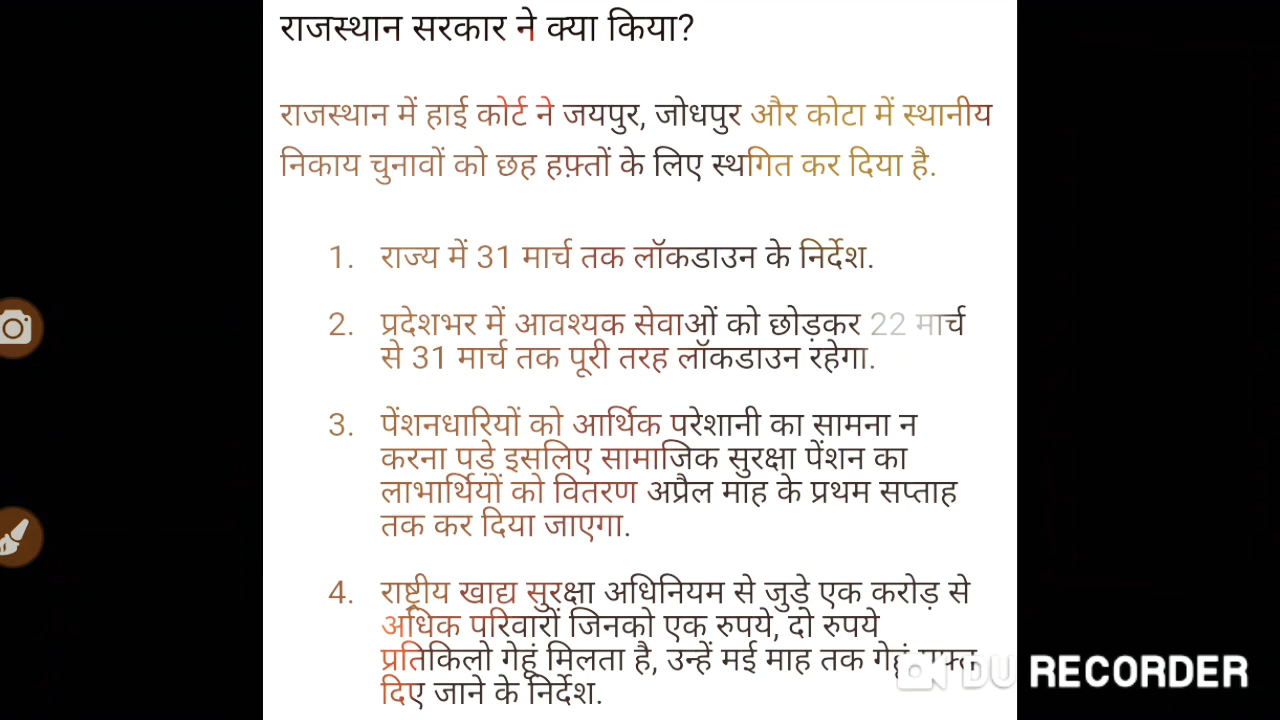 राजस्थान सरकार ने क्या किया?
राजस्थान में हाई कोर्ट ने जयपुर, जोधपुर और कोटा में स्थानीय
निकाय चुनावों को छह हफ़्तों के लिए स्थगित कर दिया है.
1. राज्य में 31 मार्च तक लॉकडाउन के निर्देश.
2. प्रदेशभर में आवश्यक सेवाओं को छोड़कर 22 मार्च
से 31 मार्च तक पूरी तरह लॉकडाउन रहेगा.
3. पेंशनधारियों को आर्थिक परेशानी का सामना न
करना पड़े इसलिए सामाजिक सुरक्षा पेंशन का
लाभार्थियों को वितरण अप्रैल माह के प्रथम सप्ताह
तक कर दिया जाएगा.
4. राष्ट्रीय खाद्य सुरक्षा अधिनियम से जुड़े एक करोड़ से
अधिक परिवारों जिनको एक रुपये, दो रुपये
प्रतिकिलो गेहूं मिलता है, उन्हें मई माह तक गेहूं मुफ्त
दिए जाने के निर्देश.
DU RECORDER